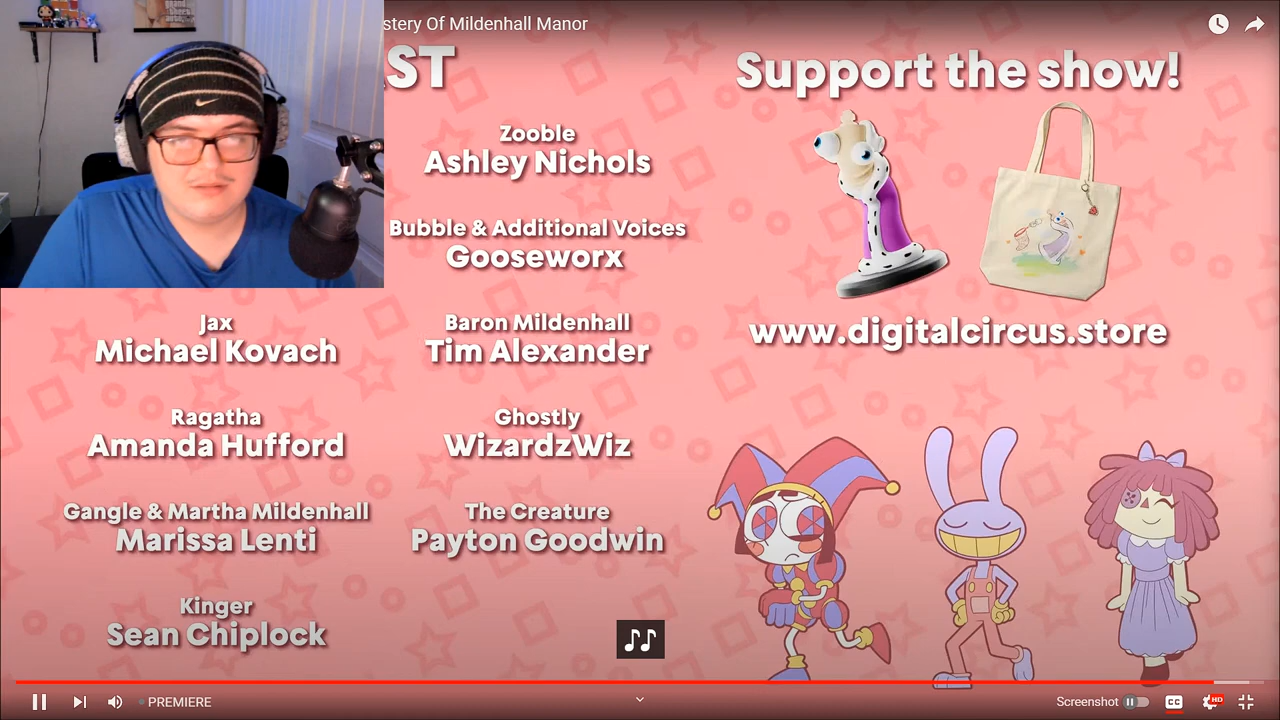 stery Of Mildenhall Manor
ST
Support the show!
Zooble
Ashley Nichols
Bubble & Additional Voices
Gooseworx
Jax
Michael Kovach
Baron Mildenhall
Tim Alexander
www.digitalcircus.store
Ragatha
Amanda Hufford
Ghostly
WizardzWiz
Gangle & Martha Mildenhall
Marissa Lenti
The Creature
Payton Goodwin
Kinger
Sean Chiplock
PREMIERE
Screenshot
CC
HD